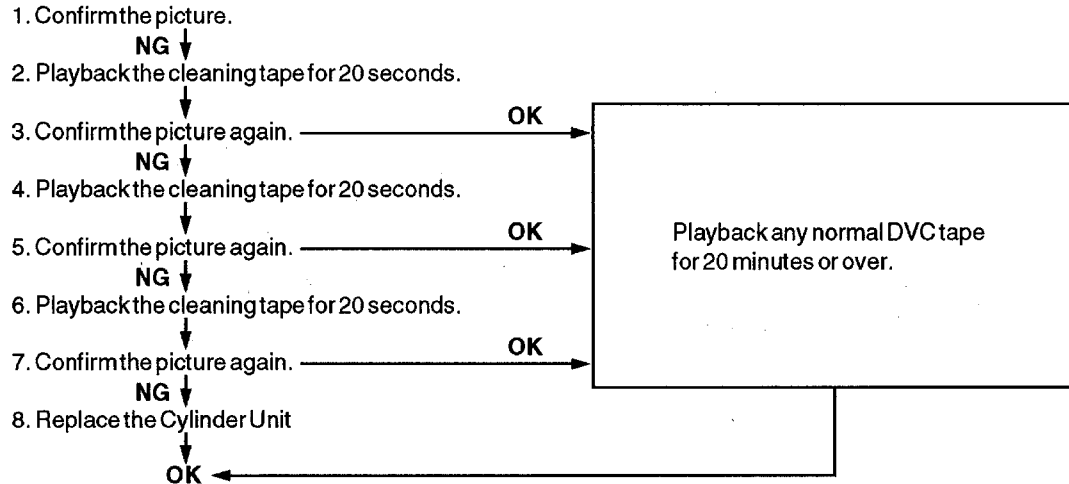 1. Confirm the picture.
NG
2. Playback the cleaning tape for 20 seconds.
3. Confirm the picture again.
OK
NG
4. Playback the cleaning tape for 20 seconds.
5. Confirm the picture again.
OK
NG
6. Playback the cleaning tape for 20 seconds.
7. Confirm the picture again.
OK
NG
8. Replace the Cylinder Unit
OK
Playback any normal DVC tape
for 20 minutes or over.